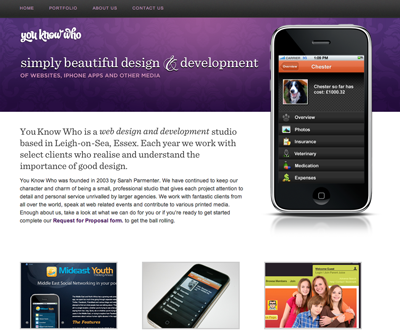 HOME PORTFOLIO ABOUT US CONTACT US
you know who
simply beautiful design & development
OF WEBSITES, IPHONE APPS AND OTHER MEDIA
1:09 PM
Overview
Chester
Chester so far has
cost: £1000.32
Overview
Photos
Insurance
Veterinary
Medication
Expenses
You Know Who is a web design and development studio
based in Leigh-on-Sea, Essex. Each year we work with
select clients who realise and understand the
importance of good design.
You Know Who was founded in 2003 by Sarah Parmenter. We have continued to keep our
character and charm of being a small, professional studio that gives each project attention to
detail and personal service unrivalled by larger agencies. We work with fantastic clients from
all over the world, speak at web related events and contribute to various printed media.
Enough about us, take a look at what we can do for you or if you're ready to get started
complete our Request for Proposal form. to get the ball rolling.
Mideast Youth
Middle East Social Networking in your
The Features